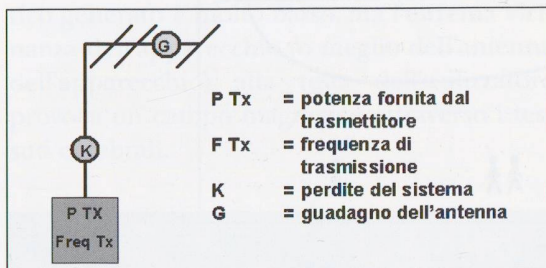 G
K
P TX
Freq Tx
P Tx = potenza fornita dal
trasmettitore
F Tx = frequenza di
trasmissione
K = perdite del sistema
G = guadagno dell'antenna